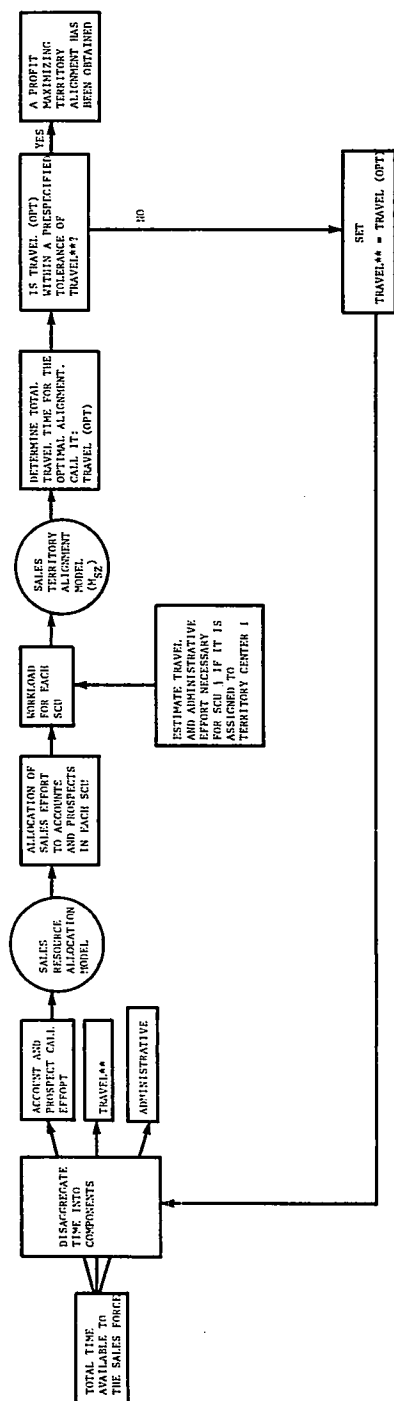 TOTAL TIME
AVAILABLE TO
THE SALES FORCE
DISAGGREGATE
TIME INTO
COMPONENTS
ACCOUNT AND
PROSPECT CALL
EFFORT
TRAVEL**
ADMINISTRATIVE
SALES
RESOURCE
ALLOCATION
MODEL
ALLOCATION OF
SALES EFFORT
TO ACCOUNTS
AND PROSPECTS
IN EACH SCU
WORKLOAD
FOR EACH
SCU
ESTIMATE TRAVEL
AND ADMINISTRATIVE
EFFORT NECESSARY
FOR SCU j IF IT IS
ASSIGNED TO
TERRITORY CENTER i
SALES
TERRITORY
ALIGNMENT
MODEL
(M_SZ)
DETERMINE TOTAL
TRAVEL TIME FOR THE
OPTIMAL ALIGNMENT.
CALL IT:
TRAVEL (OPT)
IS TRAVEL (OPT)
WITHIN A PRESPECIFIED
TOLERANCE OF
TRAVEL**?
YES
NO
A PROFIT
MAXIMIZING
TERRITORY
ALIGNMENT HAS
BEEN OBTAINED
SET
TRAVEL** = TRAVEL (OPT)